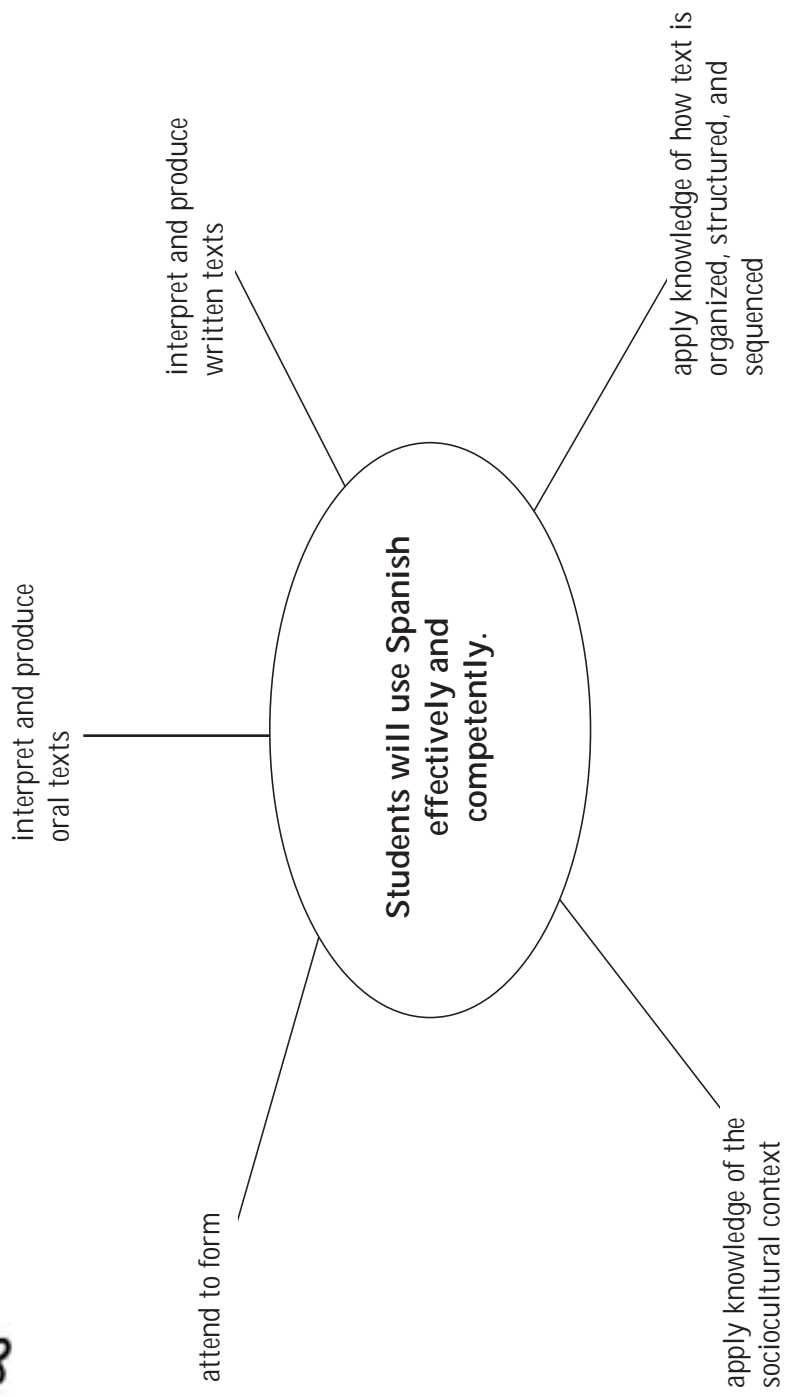 interpret and produce
oral texts
attend to form
interpret and produce
written texts
Students will use Spanish
effectively and
competently.
apply knowledge of the
sociocultural context
apply knowledge of how text is
organized, structured, and
sequenced